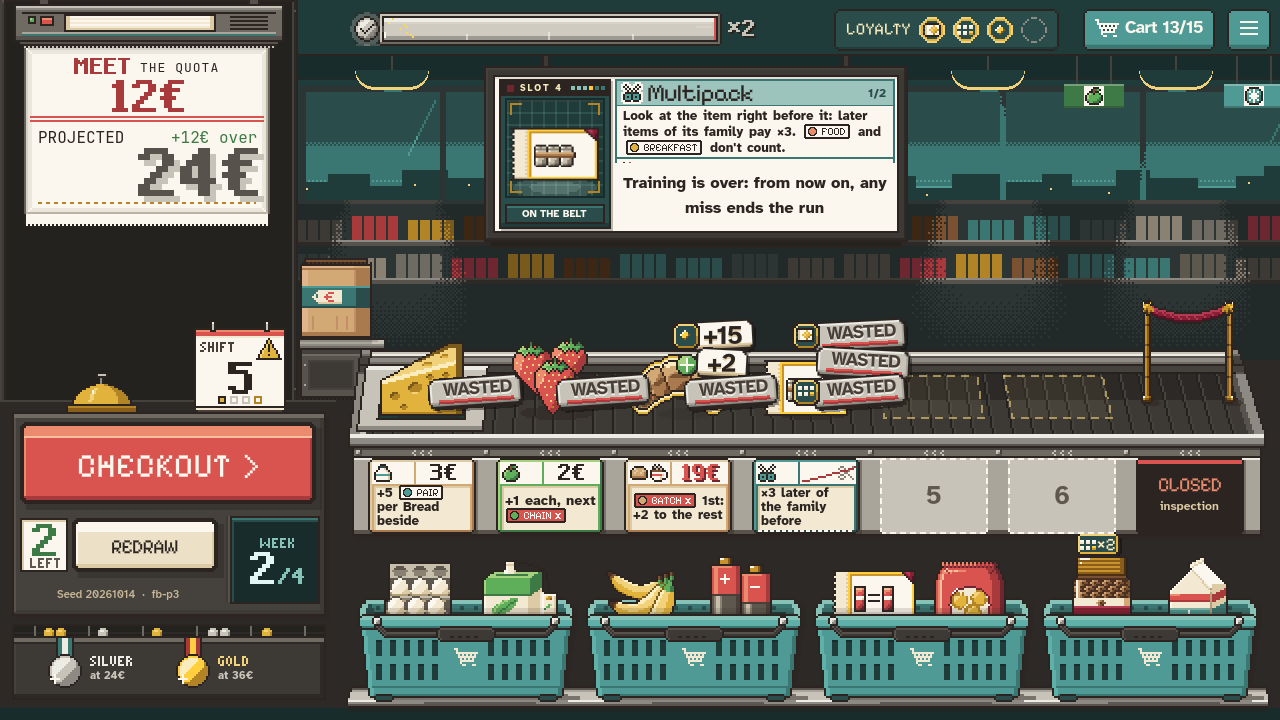 MEET THE QUOTA
12€
PROJECTED +12€ over
24€
×2
LOYALTY
Cart 13/15
SLOT 4
ON THE BELT
Multipack 1/2
Look at the item right before it: later
items of its family pay ×3. FOOD and
BREAKFAST don't count.
Training is over: from now on, any
miss ends the run
€
SHIFT
5
WASTED
WASTED
+15
+2
WASTED
WASTED
WASTED
WASTED
CHECKOUT >
2
LEFT
REDRAW
WEEK
2/4
Seed 20261014 · fb-p3
SILVER
at 24€
GOLD
at 36€
3€
+5 PAIR
per Bread
beside
2€
+1 each, next
CHAIN X
19€
BATCH X 1st:
+2 to the rest
×3 later of
the family
before
5
6
CLOSED
inspection
×2